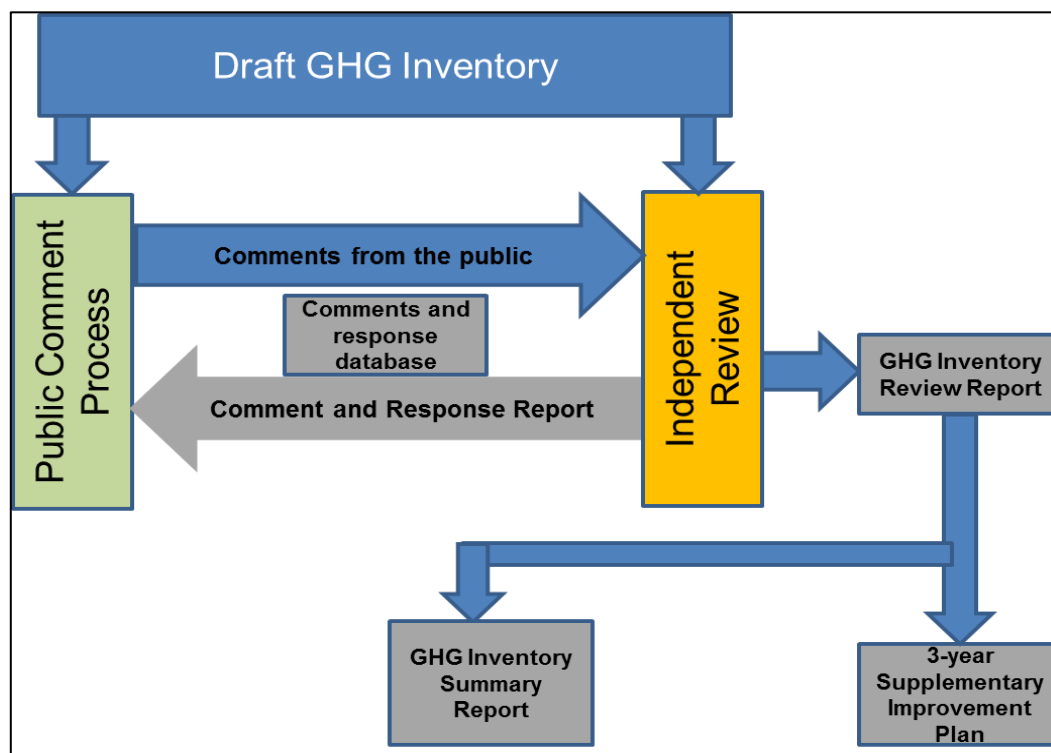 Draft GHG Inventory
Public Comment
Process
Comments from the public
Comments and
response
database
Comment and Response Report
Independent
Review
GHG Inventory
Review Report
GHG Inventory
Summary
Report
3-year
Supplementary
Improvement
Plan